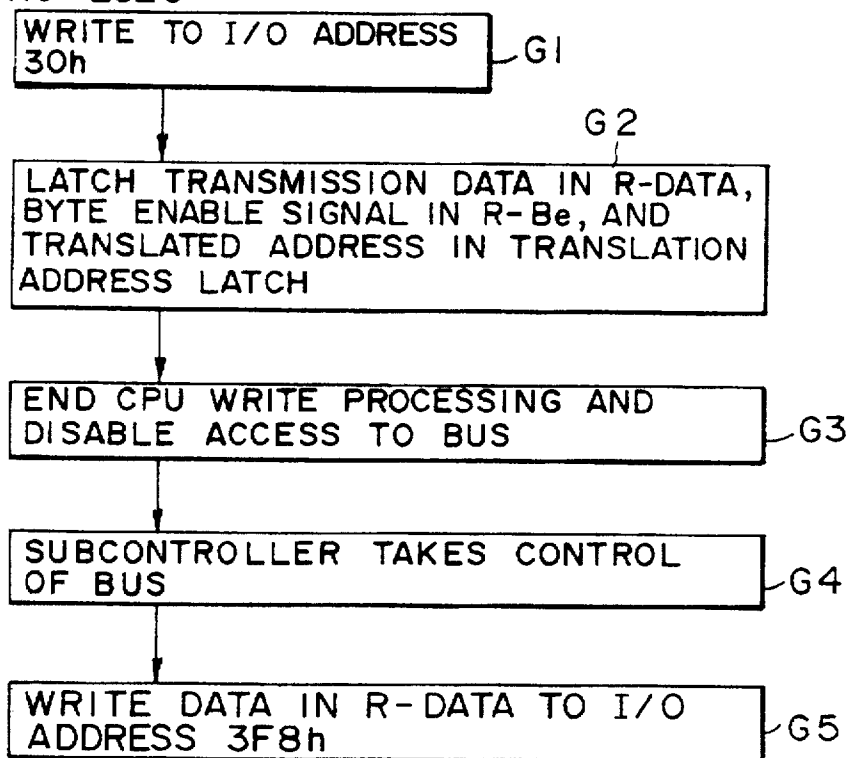 WRITE TO I/O ADDRESS
30h
G1
G2
LATCH TRANSMISSION DATA IN R-DATA,
BYTE ENABLE SIGNAL IN R-Be, AND
TRANSLATED ADDRESS IN TRANSLATION
ADDRESS LATCH
END CPU WRITE PROCESSING AND
DISABLE ACCESS TO BUS
G3
SUBCONTROLLER TAKES CONTROL
OF BUS
G4
WRITE DATA IN R-DATA TO I/O
ADDRESS 3F8h
G5